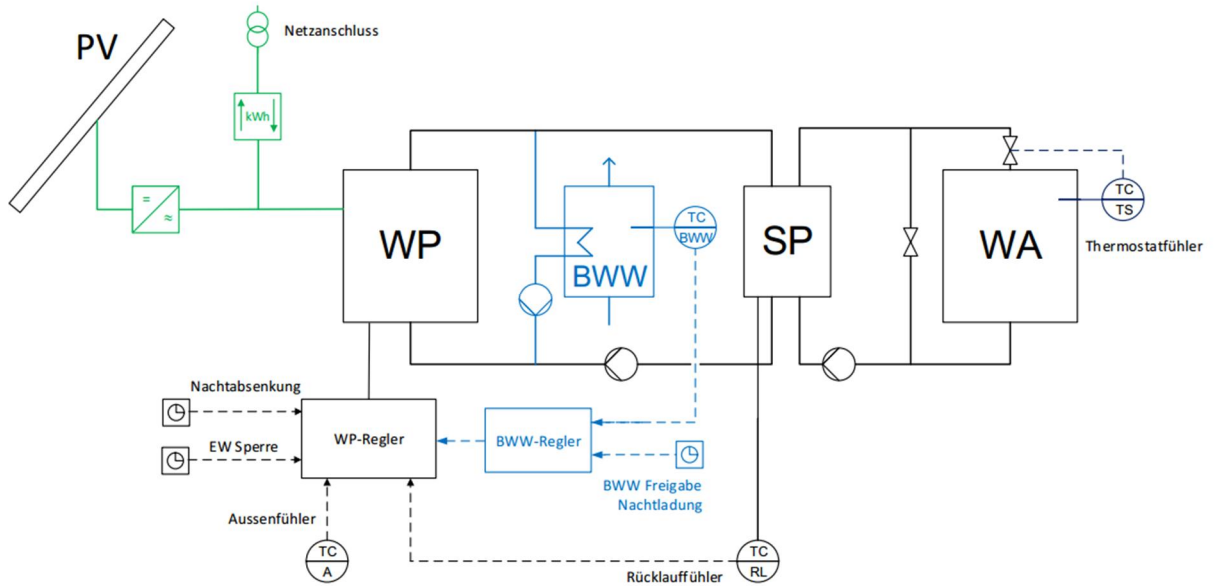 PV
Netzanschluss
kWh
=
≈
WP
BWW
TC
BWW
SP
WA
TC
TS
Thermostatfühler
Nachtabsenkung
EW Sperre
WP-Regler
BWW-Regler
BWW Freigabe
Nachtladung
Aussenfühler
TC
A
Rücklauffühler
TC
RL